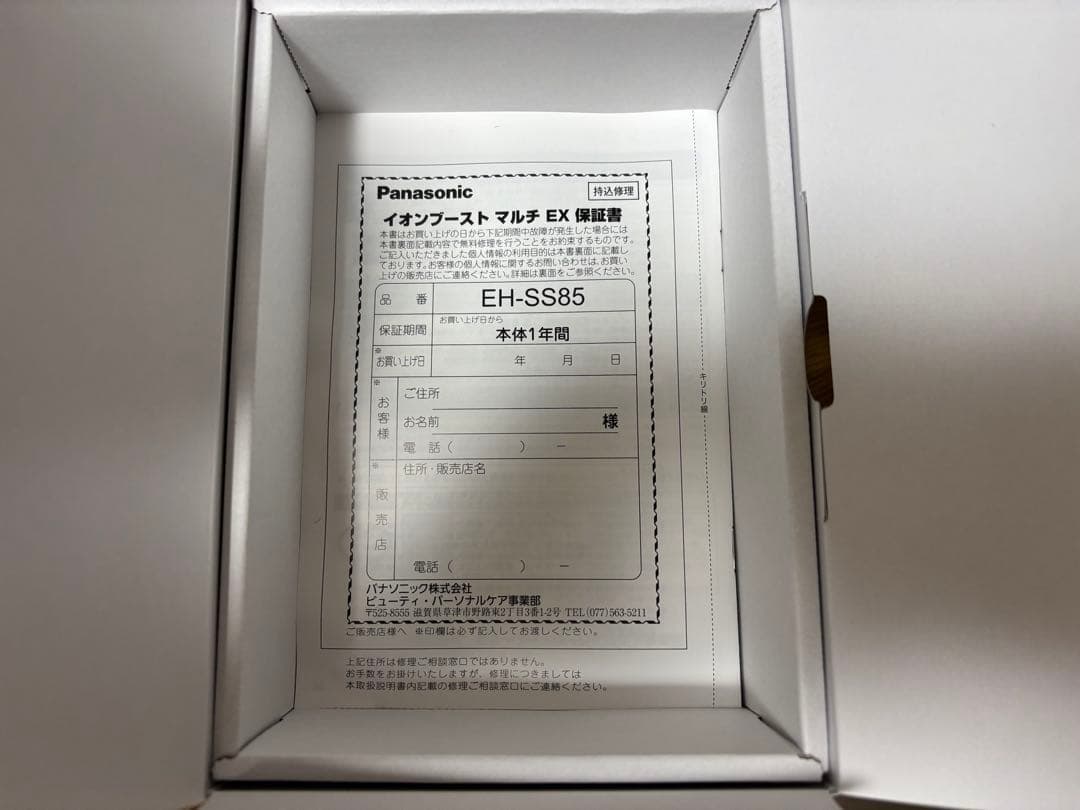 Panasonic
持込修理
イオンブースト マルチ EX 保証書
本書はお買い上げの日から下記期間中故障が発生した場合には
本書裏面記載内容で無料修理を行うことをお約束するものです。
ご記入いただきました個人情報の利用目的は本書裏面に記載し
ております。お客様の個人情報に関するお問い合わせは、お買い
上げの販売店にご連絡ください。詳細は裏面をご参照ください。
品 番
EH-SS85
保証期間
お買い上げ日から
本体1年間
※
お買い上げ日
年 月 日
※
お客様
ご住所
お名前 様
電 話( ) −
※
販売店
住所・販売店名
電話( ) −
パナソニック株式会社
ビューティ・パーソナルケア事業部
〒525-8555 滋賀県草津市野路東2丁目3番1-2号 TEL(077)563-5211
ご販売店様へ ※印欄は必ず記入してお渡しください。
上記住所は修理ご相談窓口ではありません。
お手数をお掛けいたしますが、修理につきましては
本取扱説明書内記載の修理ご相談窓口にご連絡ください。
キリトリ線